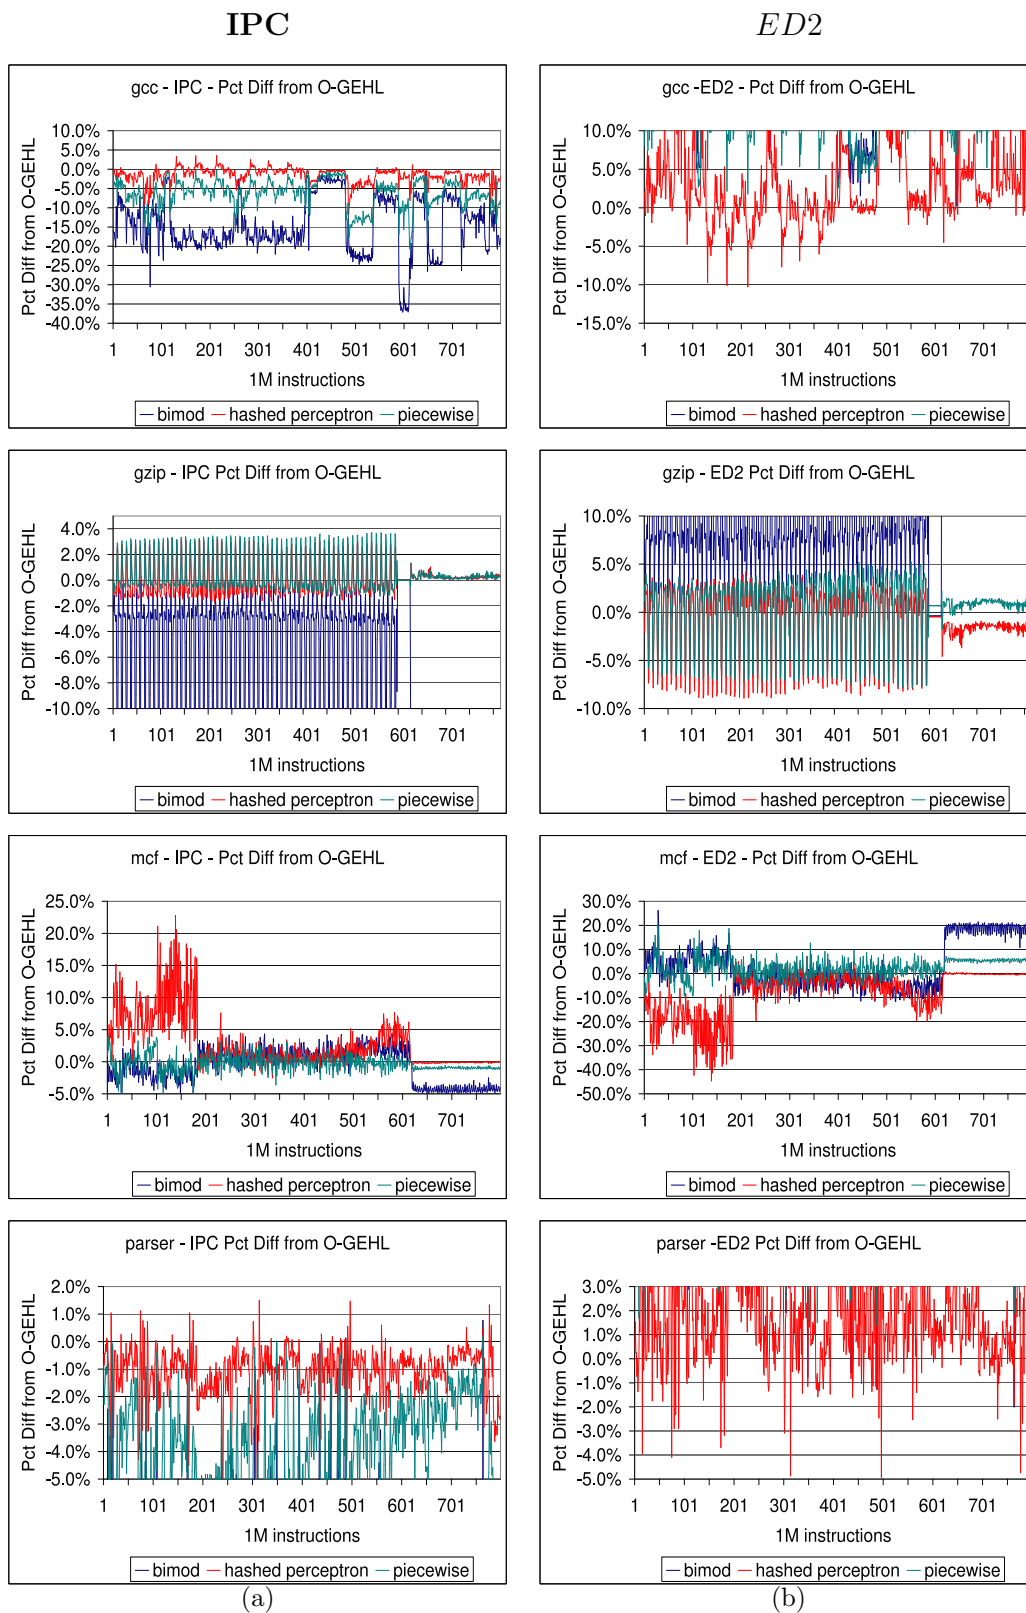 IPC
ED2
gcc - IPC - Pct Diff from O-GEHL
10.0%
5.0%
0.0%
-5.0%
-10.0%
-15.0%
-20.0%
-25.0%
-30.0%
-35.0%
-40.0%
Pct Diff from O-GEHL
1 101 201 301 401 501 601 701
1M instructions
bimod hashed perceptron piecewise
gcc -ED2 - Pct Diff from O-GEHL
10.0%
5.0%
0.0%
-5.0%
-10.0%
-15.0%
Pct Diff from O-GEHL
1 101 201 301 401 501 601 701
1M instructions
bimod hashed perceptron piecewise
gzip - IPC Pct Diff from O-GEHL
4.0%
2.0%
0.0%
-2.0%
-4.0%
-6.0%
-8.0%
-10.0%
Pct Diff from O-GEHL
1 101 201 301 401 501 601 701
1M instructions
bimod hashed perceptron piecewise
gzip - ED2 Pct Diff from O-GEHL
10.0%
5.0%
0.0%
-5.0%
-10.0%
Pct Diff from O-GEHL
1 101 201 301 401 501 601 701
1M instructions
bimod hashed perceptron piecewise
mcf - IPC - Pct Diff from O-GEHL
25.0%
20.0%
15.0%
10.0%
5.0%
0.0%
-5.0%
Pct Diff from O-GEHL
1 101 201 301 401 501 601 701
1M instructions
bimod hashed perceptron piecewise
mcf - ED2 - Pct Diff from O-GEHL
30.0%
20.0%
10.0%
0.0%
-10.0%
-20.0%
-30.0%
-40.0%
-50.0%
Pct Diff from O-GEHL
1 101 201 301 401 501 601 701
1M instructions
bimod hashed perceptron piecewise
parser - IPC Pct Diff from O-GEHL
2.0%
1.0%
0.0%
-1.0%
-2.0%
-3.0%
-4.0%
-5.0%
Pct Diff from O-GEHL
1 101 201 301 401 501 601 701
1M instructions
bimod hashed perceptron piecewise
parser -ED2 Pct Diff from O-GEHL
3.0%
2.0%
1.0%
0.0%
-1.0%
-2.0%
-3.0%
-4.0%
-5.0%
Pct Diff from O-GEHL
1 101 201 301 401 501 601 701
1M instructions
bimod hashed perceptron piecewise
(a)
(b)